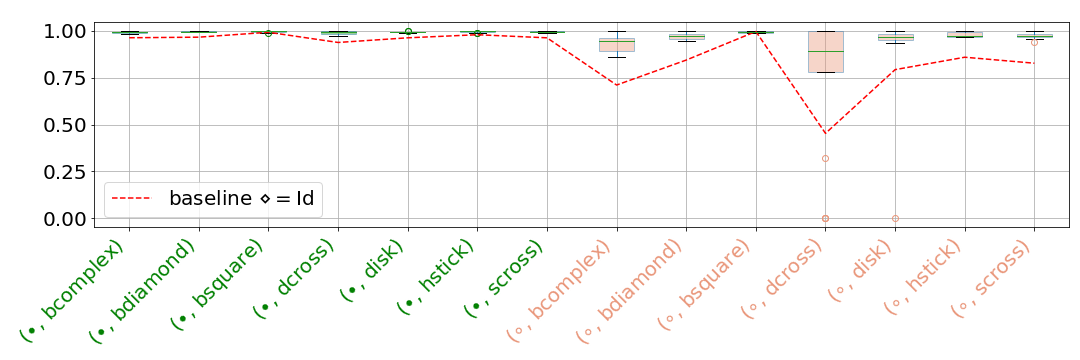 1.00
0.75
0.50
0.25
0.00
baseline ⋄ = Id
(•, bcomplex)
(•, bdiamond)
(•, bsquare)
(•, dcross)
(•, disk)
(•, hstick)
(•, scross)
(∘, bcomplex)
(∘, bdiamond)
(∘, bsquare)
(∘, dcross)
(∘, disk)
(∘, hstick)
(∘, scross)